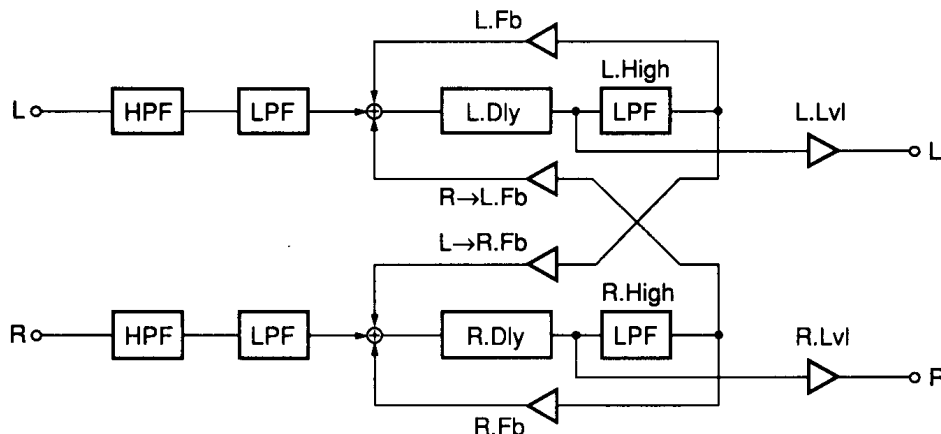 L.Fb
L.High
L HPF LPF L.Dly LPF L.Lvl
L
R→L.Fb
L→R.Fb
R.High
R HPF LPF R.Dly LPF R.Lvl
R
R.Fb